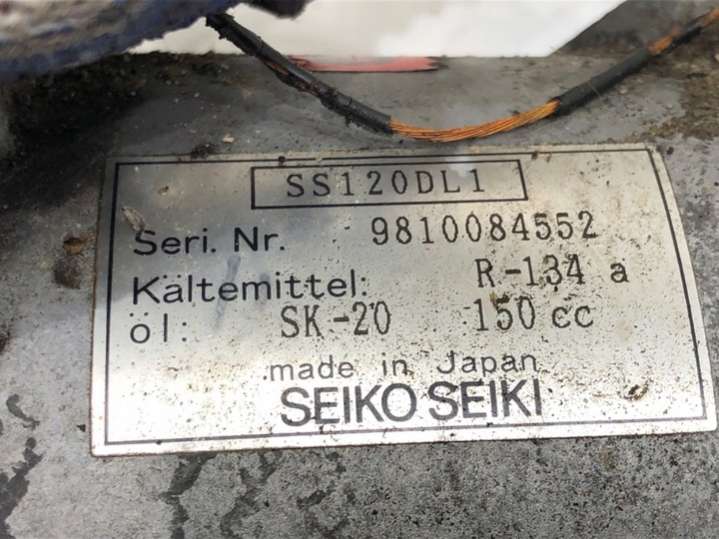 SS120DL1
Seri. Nr. 9810084552
Kältemittel: R-134 a
öl: SK-20 150 cc
made in Japan
SEIKO SEIKI